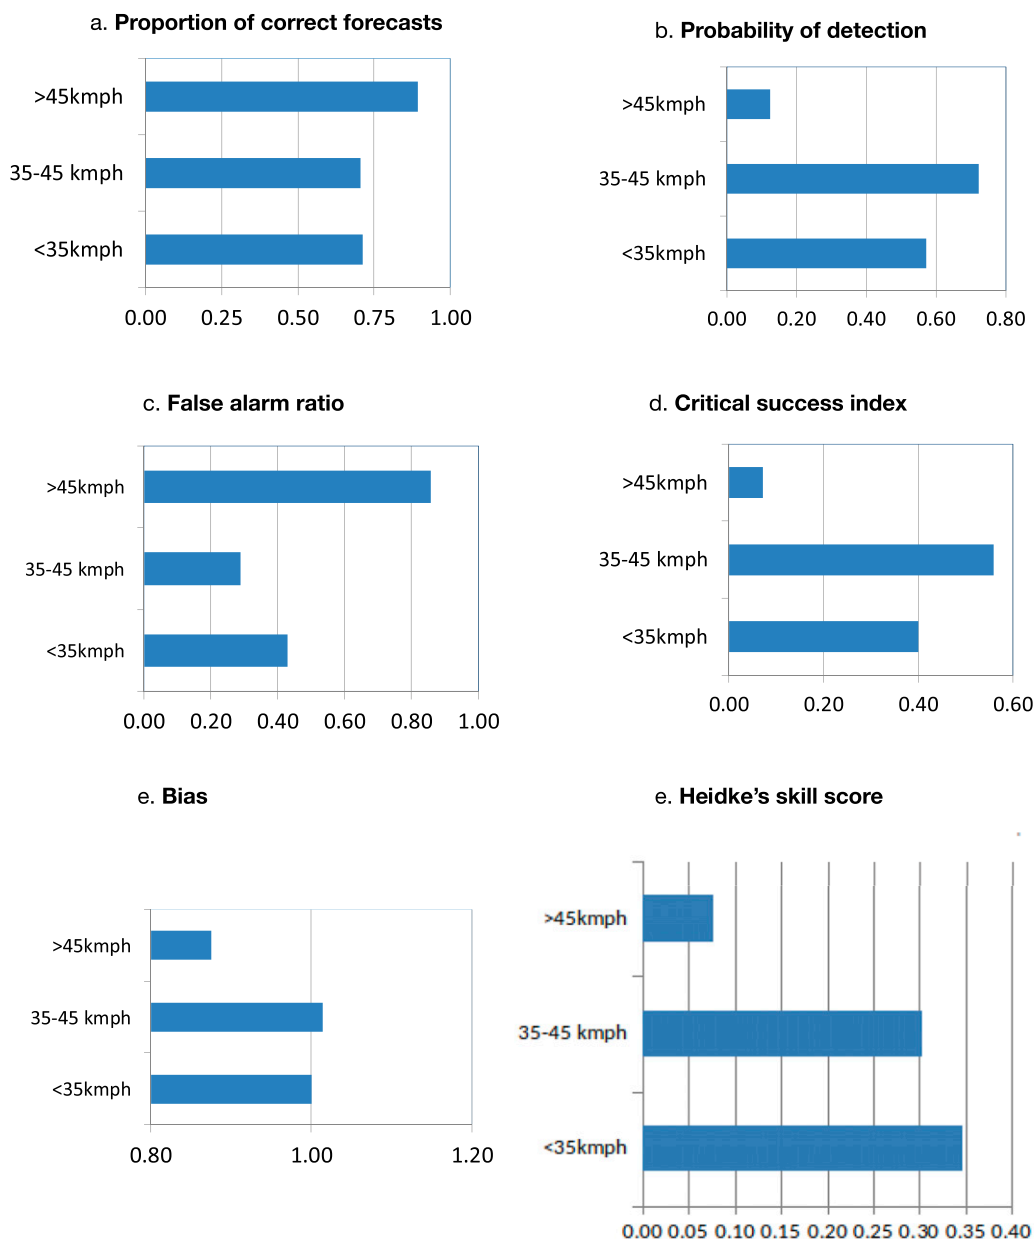 a. Proportion of correct forecasts
>45kmph
35-45 kmph
<35kmph
0.00 0.25 0.50 0.75 1.00
b. Probability of detection
>45kmph
35-45 kmph
<35kmph
0.00 0.20 0.40 0.60 0.80
c. False alarm ratio
>45kmph
35-45 kmph
<35kmph
0.00 0.20 0.40 0.60 0.80 1.00
d. Critical success index
>45kmph
35-45 kmph
<35kmph
0.00 0.20 0.40 0.60
e. Bias
>45kmph
35-45 kmph
<35kmph
0.80 1.00 1.20
e. Heidke’s skill score
>45kmph
35-45 kmph
<35kmph
0.00 0.05 0.10 0.15 0.20 0.25 0.30 0.35 0.40